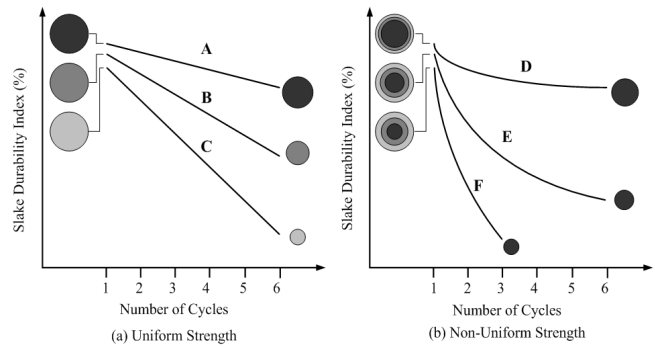 Slake Durability Index (%)
A
B
C
1 2 3 4 5 6
Number of Cycles
(a) Uniform Strength
Slake Durability Index (%)
D
E
F
1 2 3 4 5 6
Number of Cycles
(b) Non-Uniform Strength